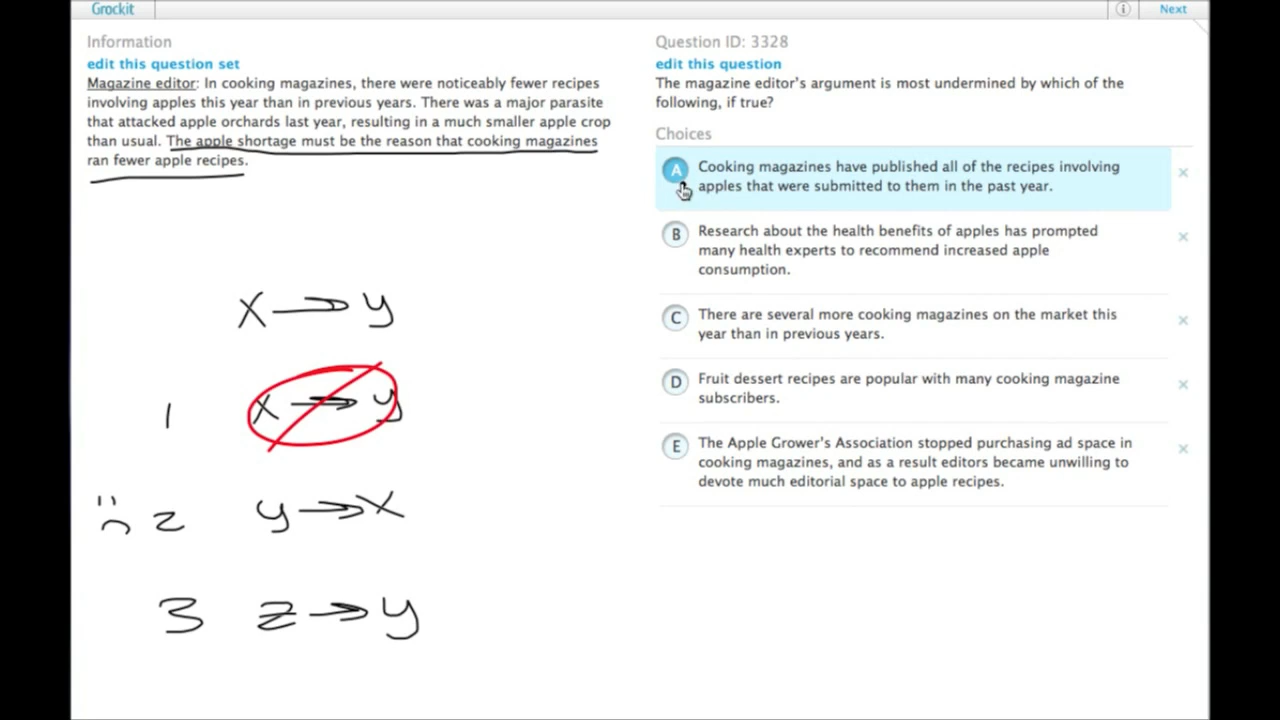 Grockit
i
Next
Information
edit this question set
Magazine editor: In cooking magazines, there were noticeably fewer recipes
involving apples this year than in previous years. There was a major parasite
that attacked apple orchards last year, resulting in a much smaller apple crop
than usual. The apple shortage must be the reason that cooking magazines
ran fewer apple recipes.
x → y
1 x → y
2 y → x
3 z → y
Question ID: 3328
edit this question
The magazine editor's argument is most undermined by which of the
following, if true?
Choices
A Cooking magazines have published all of the recipes involving
apples that were submitted to them in the past year.
B Research about the health benefits of apples has prompted
many health experts to recommend increased apple
consumption.
C There are several more cooking magazines on the market this
year than in previous years.
D Fruit dessert recipes are popular with many cooking magazine
subscribers.
E The Apple Grower's Association stopped purchasing ad space in
cooking magazines, and as a result editors became unwilling to
devote much editorial space to apple recipes.